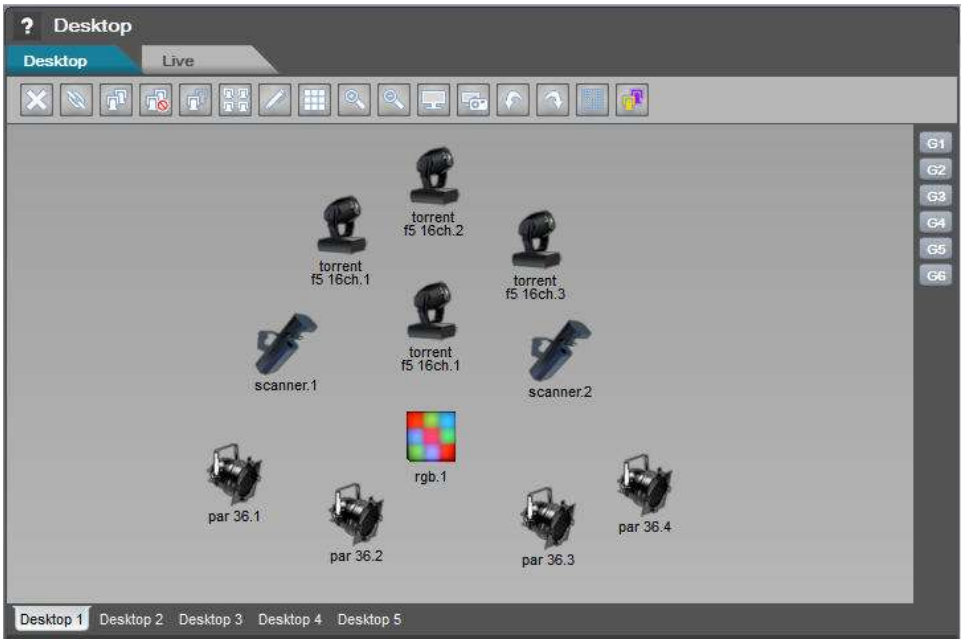 ? Desktop
Desktop
Live
G1
G2
G3
G4
G5
G6
torrent
f5 16ch.2
torrent
f5 16ch.1
torrent
f5 16ch.3
torrent
f5 16ch.1
scanner.1
scanner.2
rgb.1
par 36.1
par 36.2
par 36.3
par 36.4
Desktop 1 Desktop 2 Desktop 3 Desktop 4 Desktop 5